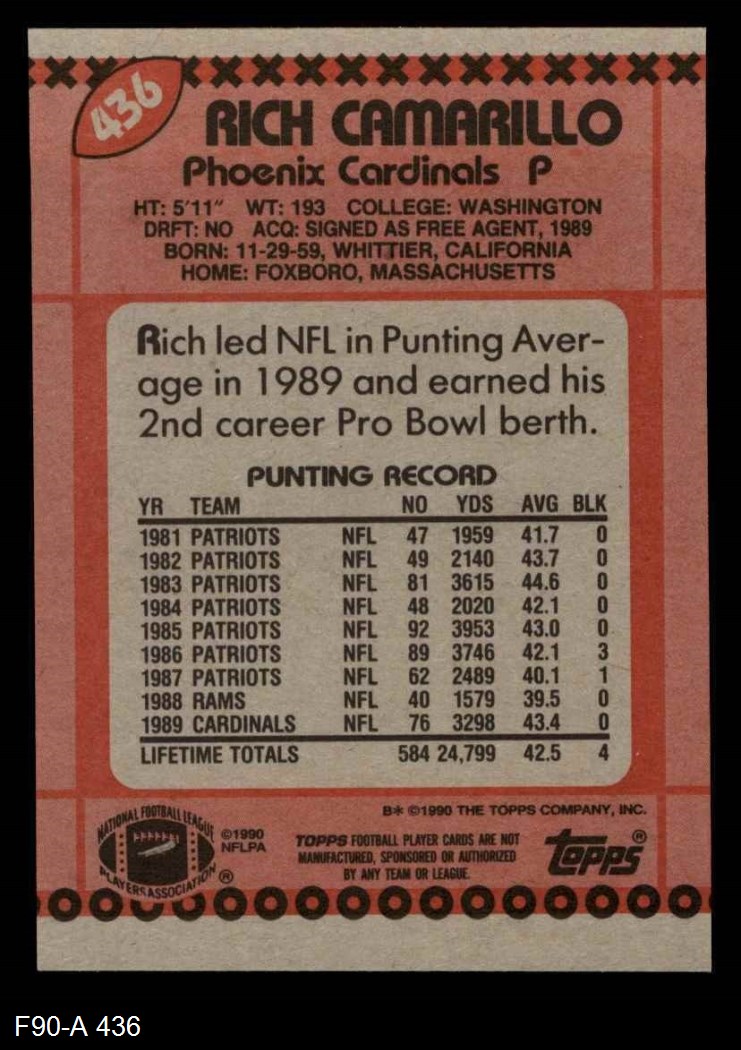 436
RICH CAMARILLO
Phoenix Cardinals P
HT: 5'11" WT: 193 COLLEGE: WASHINGTON
DRFT: NO ACQ: SIGNED AS FREE AGENT, 1989
BORN: 11-29-59, WHITTIER, CALIFORNIA
HOME: FOXBORO, MASSACHUSETTS
Rich led NFL in Punting Aver-
age in 1989 and earned his
2nd career Pro Bowl berth.
PUNTING RECORD
YR TEAM NO YDS AVG BLK
1981 PATRIOTS NFL 47 1959 41.7 0
1982 PATRIOTS NFL 49 2140 43.7 0
1983 PATRIOTS NFL 81 3615 44.6 0
1984 PATRIOTS NFL 48 2020 42.1 0
1985 PATRIOTS NFL 92 3953 43.0 0
1986 PATRIOTS NFL 89 3746 42.1 3
1987 PATRIOTS NFL 62 2489 40.1 1
1988 RAMS NFL 40 1579 39.5 0
1989 CARDINALS NFL 76 3298 43.4 0
LIFETIME TOTALS 584 24,799 42.5 4
B* ©1990 THE TOPPS COMPANY, INC.
NATIONAL FOOTBALL LEAGUE
PLAYERS ASSOCIATION ®
©1990
NFLPA
TOPPS FOOTBALL PLAYER CARDS ARE NOT
MANUFACTURED, SPONSORED OR AUTHORIZED
BY ANY TEAM OR LEAGUE.
topps®
F90-A 436